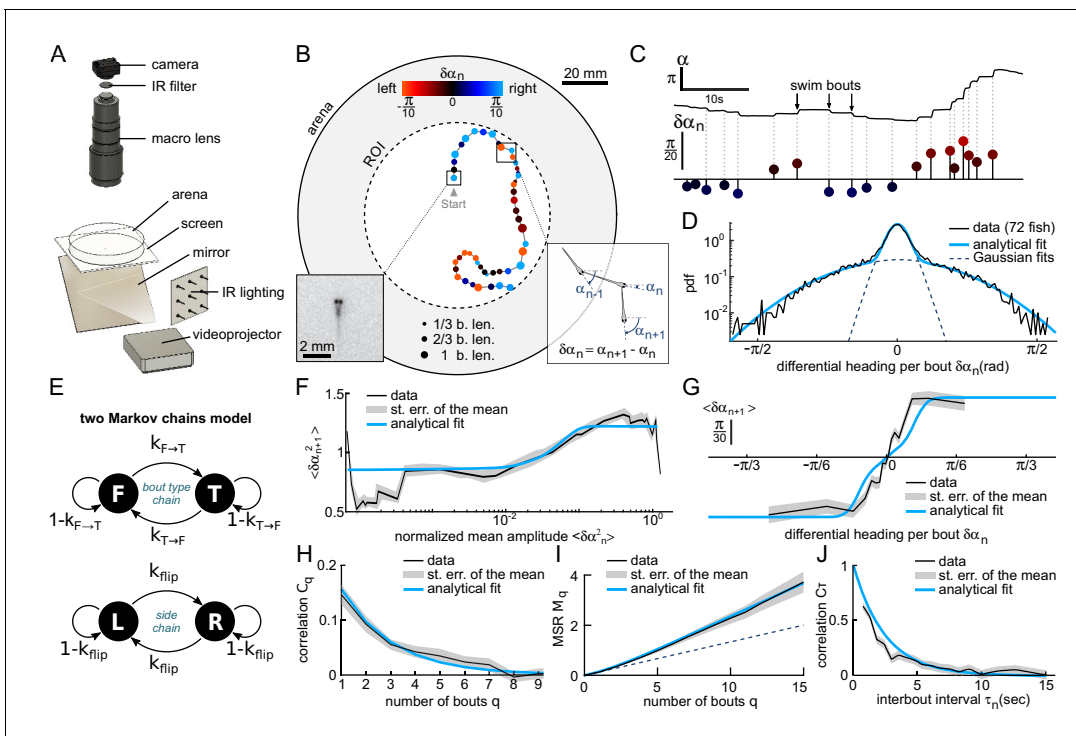 A
camera
IR filter
macro lens
arena
screen
mirror
IR lighting
videoprojector
B
δαn
left
right
-π/10
0
π/10
20 mm
arena
ROI
Start
2 mm
1/3 b. len.
2/3 b. len.
1 b. len.
αn-1
αn
αn+1
δαn = αn+1 - αn
C
α
π
10s
swim bouts
δαn
π/20
D
data (72 fish)
analytical fit
Gaussian fits
pdf
10^0
10^-1
10^-2
-π/2
0
π/2
differential heading per bout δαn(rad)
E
two Markov chains model
kF→T
F
bout type
chain
T
1-kF→T
1-kT→F
kT→F
kflip
L
side
chain
R
1-kflip
1-kflip
kflip
F
data
st. err. of the mean
analytical fit
<δα²n+1>
1.5
1.2
0.5
10^-2
10^0
normalized mean amplitude <δα²n>
G
<δαn+1>
π/30
-π/3
-π/6
0
π/6
π/3
data
st. err. of the mean
analytical fit
differential heading per bout δαn
H
data
st. err. of the mean
analytical fit
correlation Cq
0.2
0.1
0
1 2 3 4 5 6 7 8 9
number of bouts q
I
data
st. err. of the mean
analytical fit
MSR Mq
4
2
0
0 5 10 15
number of bouts q
J
data
st. err. of the mean
analytical fit
correlation Cτ
1
0.5
0
0 5 10 15
interbout interval τn(sec)